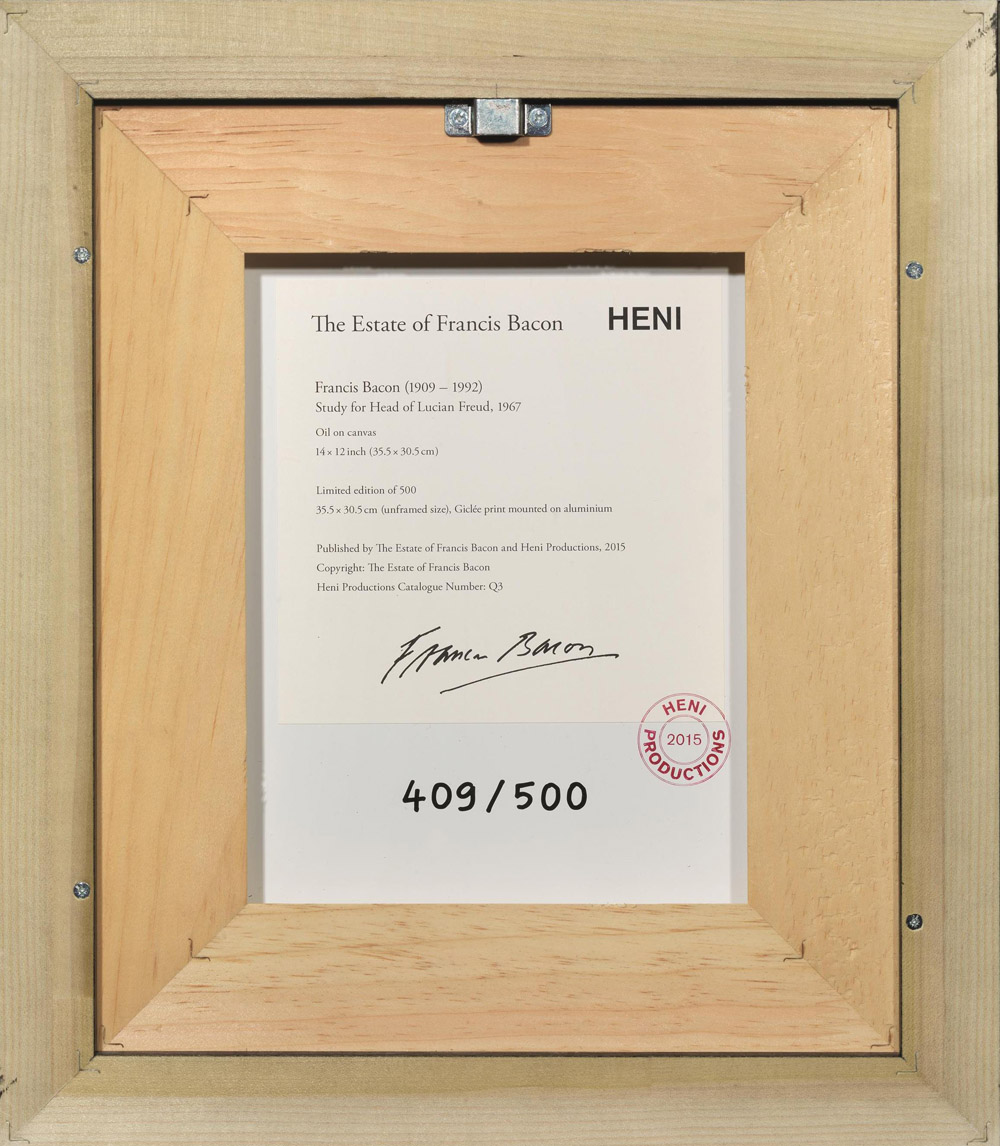 The Estate of Francis Bacon HENI
Francis Bacon (1909 – 1992)
Study for Head of Lucian Freud, 1967
Oil on canvas
14 × 12 inch (35.5 × 30.5 cm)
Limited edition of 500
35.5 × 30.5 cm (unframed size), Giclée print mounted on aluminium
Published by The Estate of Francis Bacon and Heni Productions, 2015
Copyright: The Estate of Francis Bacon
Heni Productions Catalogue Number: Q3
Francis Bacon
HENI
2015
PRODUCTIONS
409/500